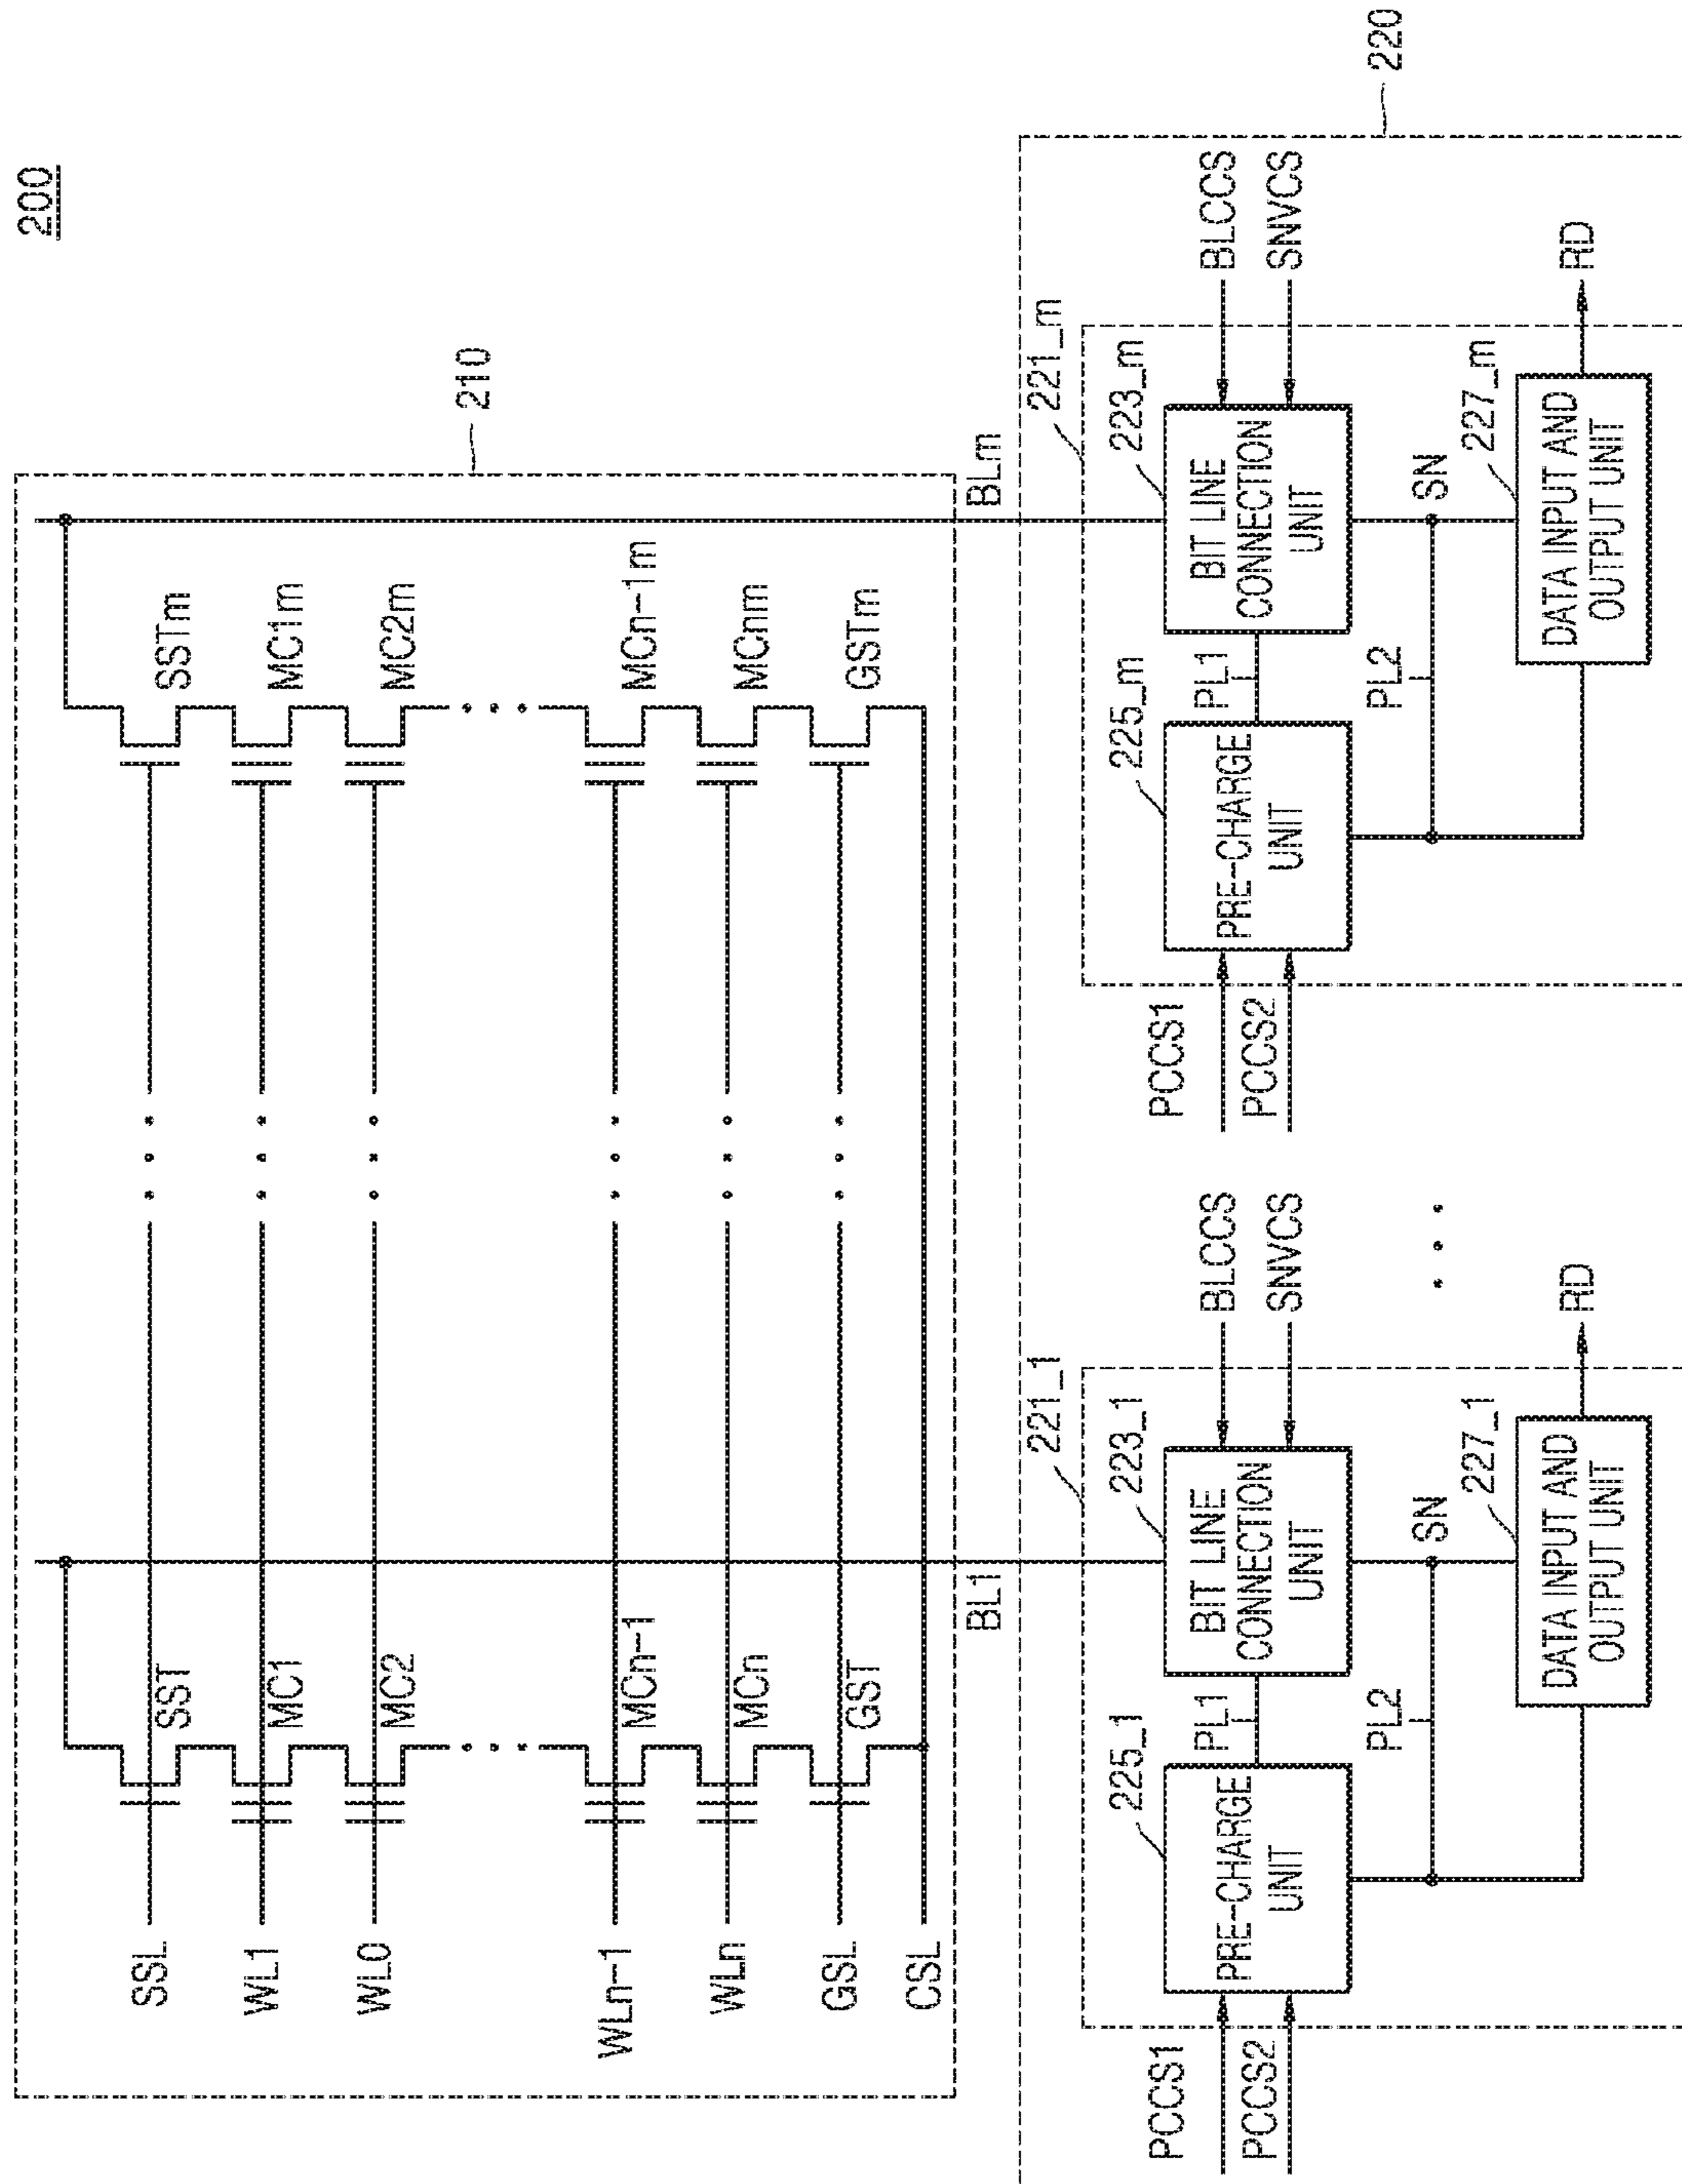 200
210
SSL
SST
SSTm
WL1
MC1
MC1m
WL0
MC2
MC2m
WLn-1
MCn-1
MCn-1m
WLn
MCn
MCnm
GSL
GST
GSTm
CSL
BL1
BLm
220
221_1
221_m
PCCS1
PCCS2
225_1
PRE-CHARGE
UNIT
PL1
223_1
BIT LINE
CONNECTION
UNIT
BLCCS
SNVCS
PL2
SN
227_1
DATA INPUT AND
OUTPUT UNIT
RD
PCCS1
PCCS2
225_m
PRE-CHARGE
UNIT
PL1
223_m
BIT LINE
CONNECTION
UNIT
BLCCS
SNVCS
PL2
SN
227_m
DATA INPUT AND
OUTPUT UNIT
RD